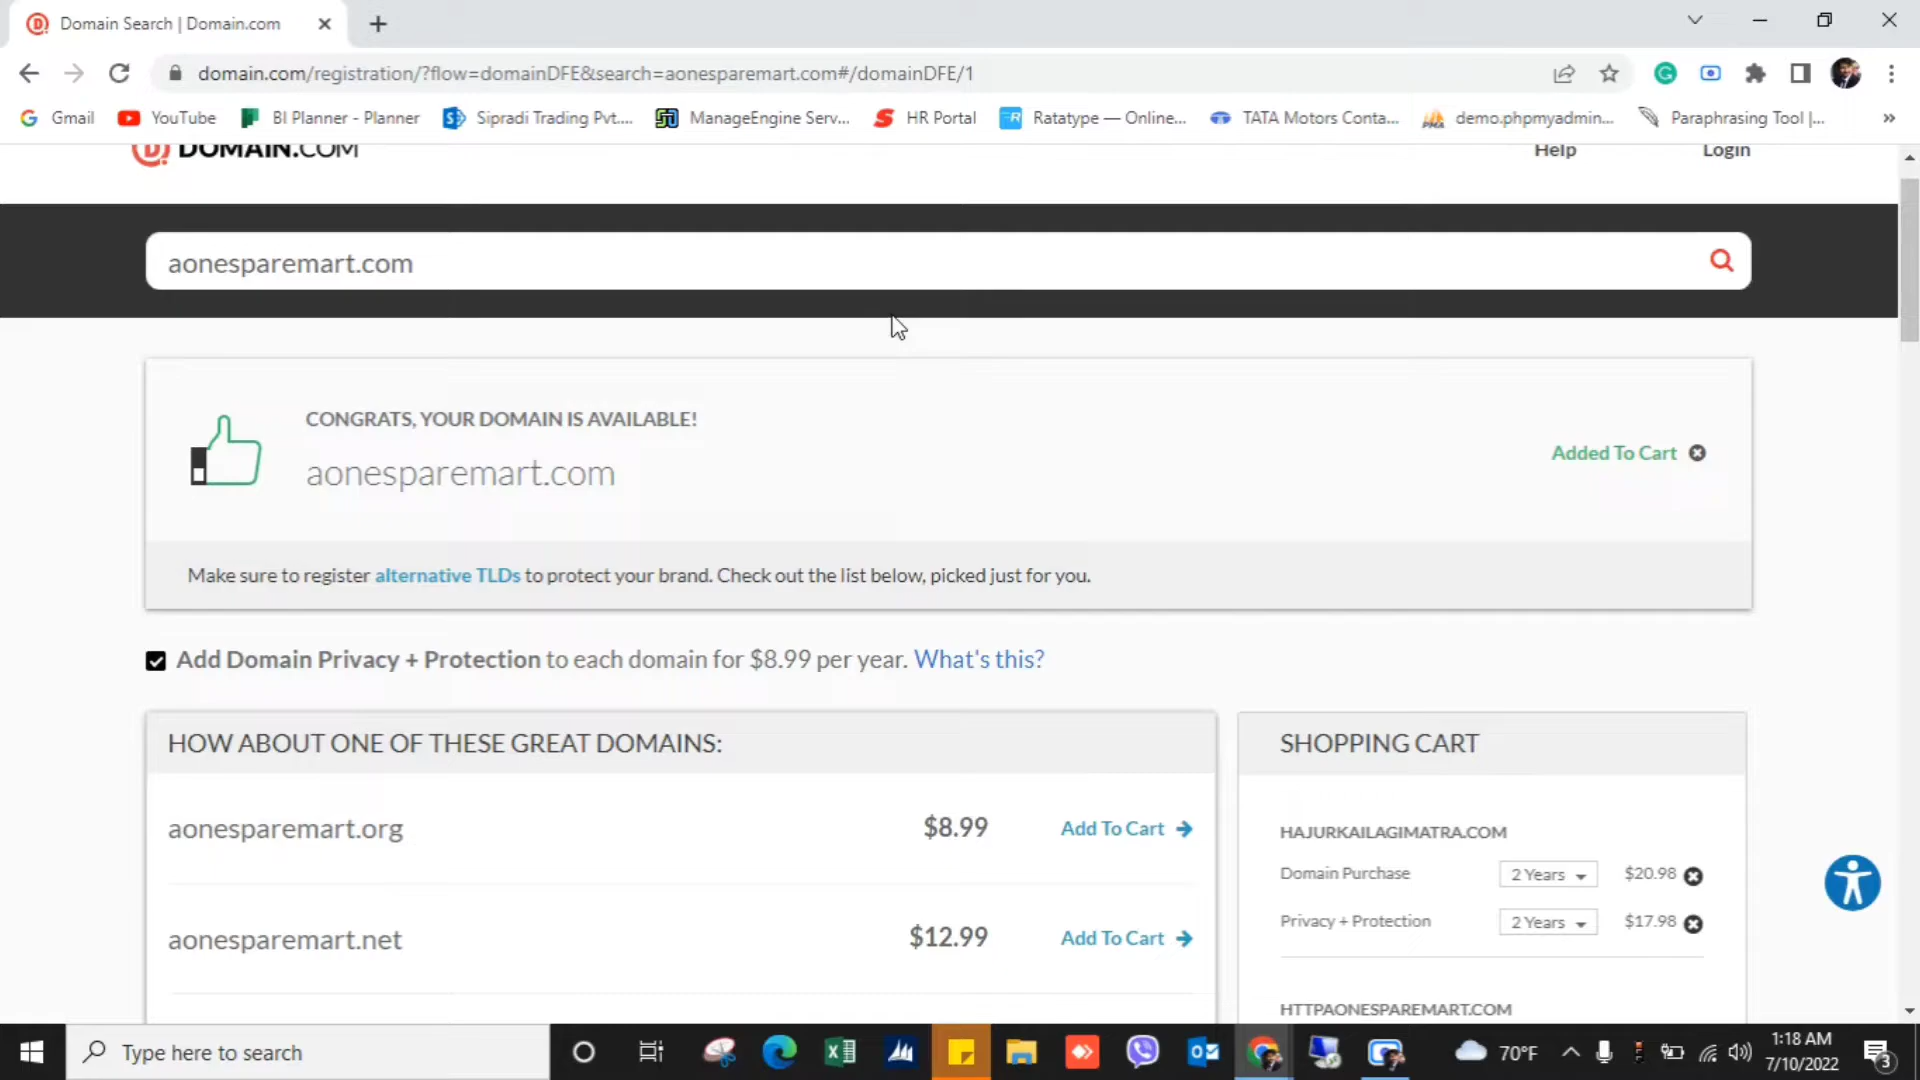 Domain Search | Domain.com
domain.com/registration/?flow=domainDFE&search=aonesparemart.com#/domainDFE/1
Gmail YouTube BI Planner - Planner Sipradi Trading Pvt.... ManageEngine Serv... HR Portal Ratatype — Online... TATA Motors Conta... demo.phpmyadmin... Paraphrasing Tool |... »
DOMAIN.COM Help Login
aonesparemart.com
CONGRATS, YOUR DOMAIN IS AVAILABLE!
aonesparemart.com
Added To Cart
Make sure to register alternative TLDs to protect your brand. Check out the list below, picked just for you.
Add Domain Privacy + Protection to each domain for $8.99 per year. What's this?
HOW ABOUT ONE OF THESE GREAT DOMAINS:
aonesparemart.org $8.99 Add To Cart
aonesparemart.net $12.99 Add To Cart
SHOPPING CART
HAJURKAILAGIMATRA.COM
Domain Purchase 2 Years $20.98
Privacy + Protection 2 Years $17.98
HTTPAONESPAREMART.COM
Type here to search
70°F
1:18 AM
7/10/2022
3